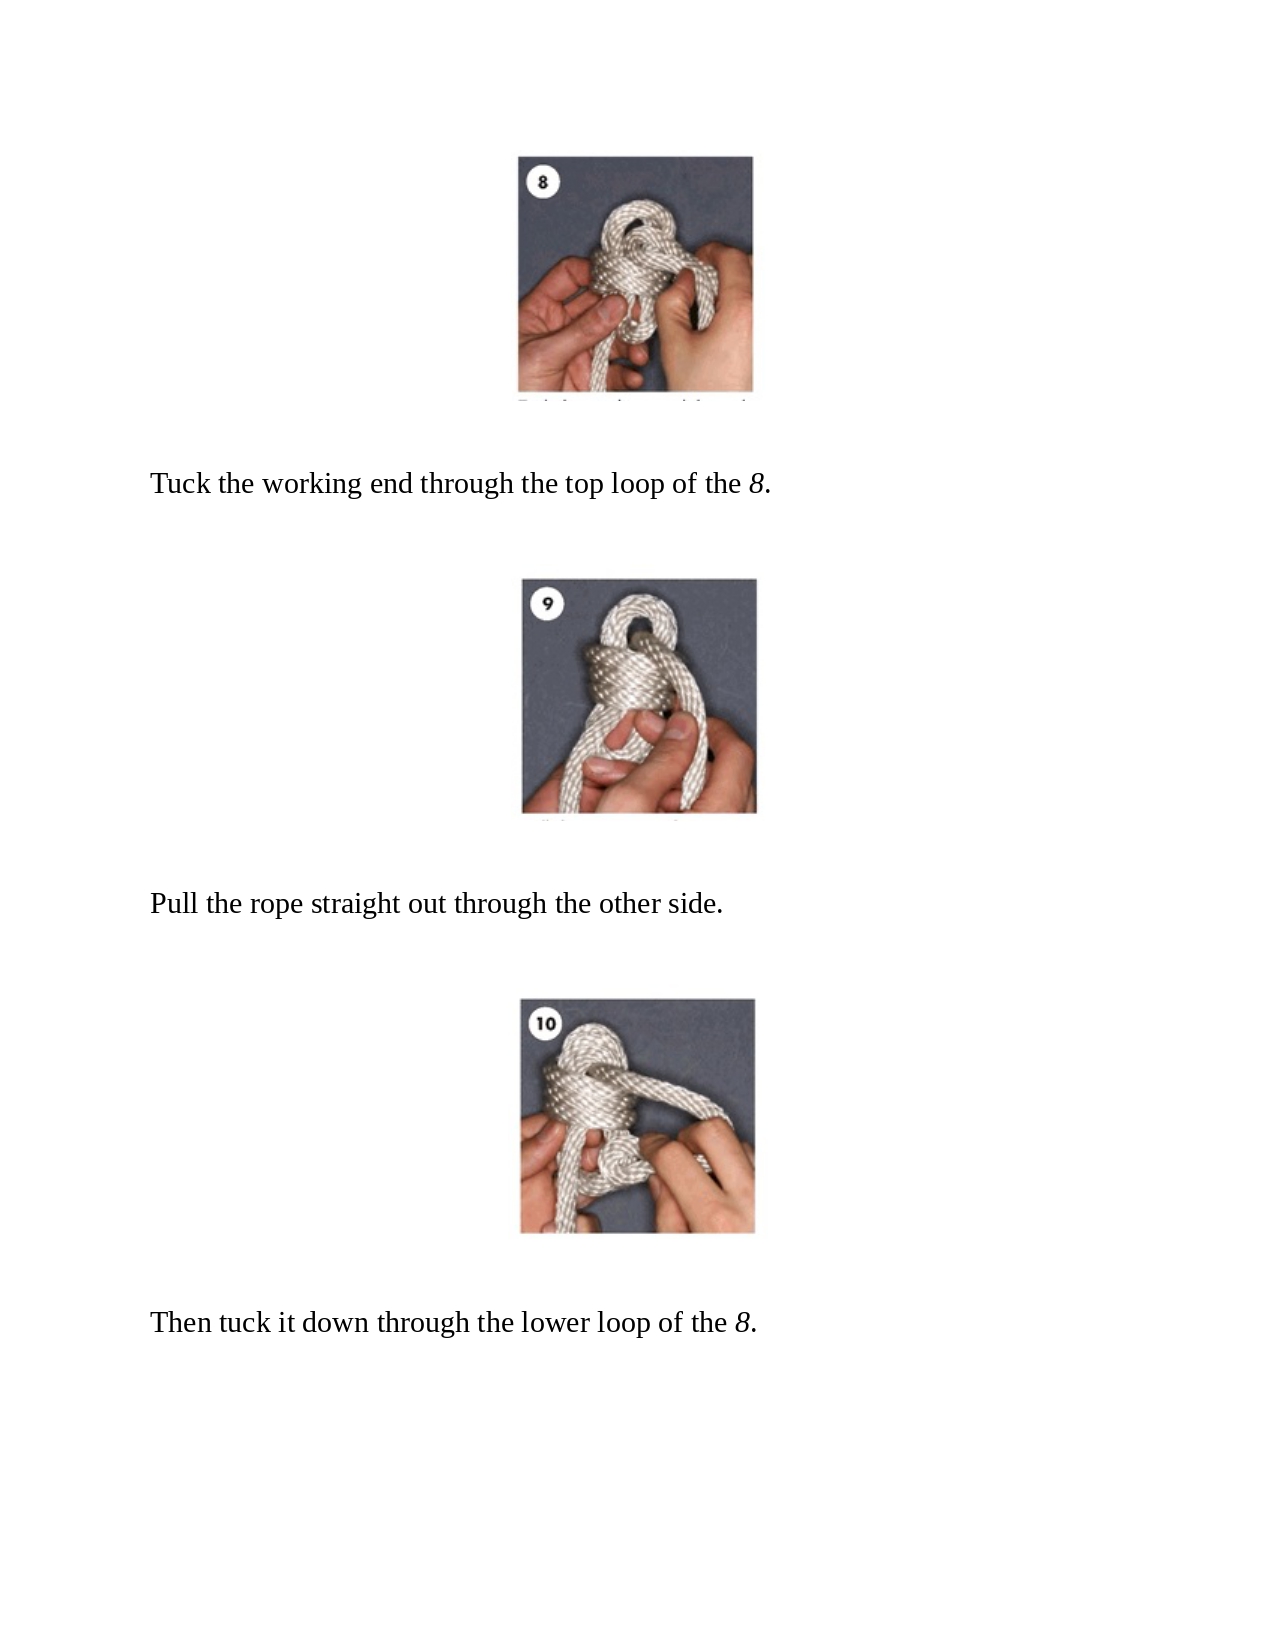 8
Tuck the working end through the top loop of the 8.
9
Pull the rope straight out through the other side.
10
Then tuck it down through the lower loop of the 8.